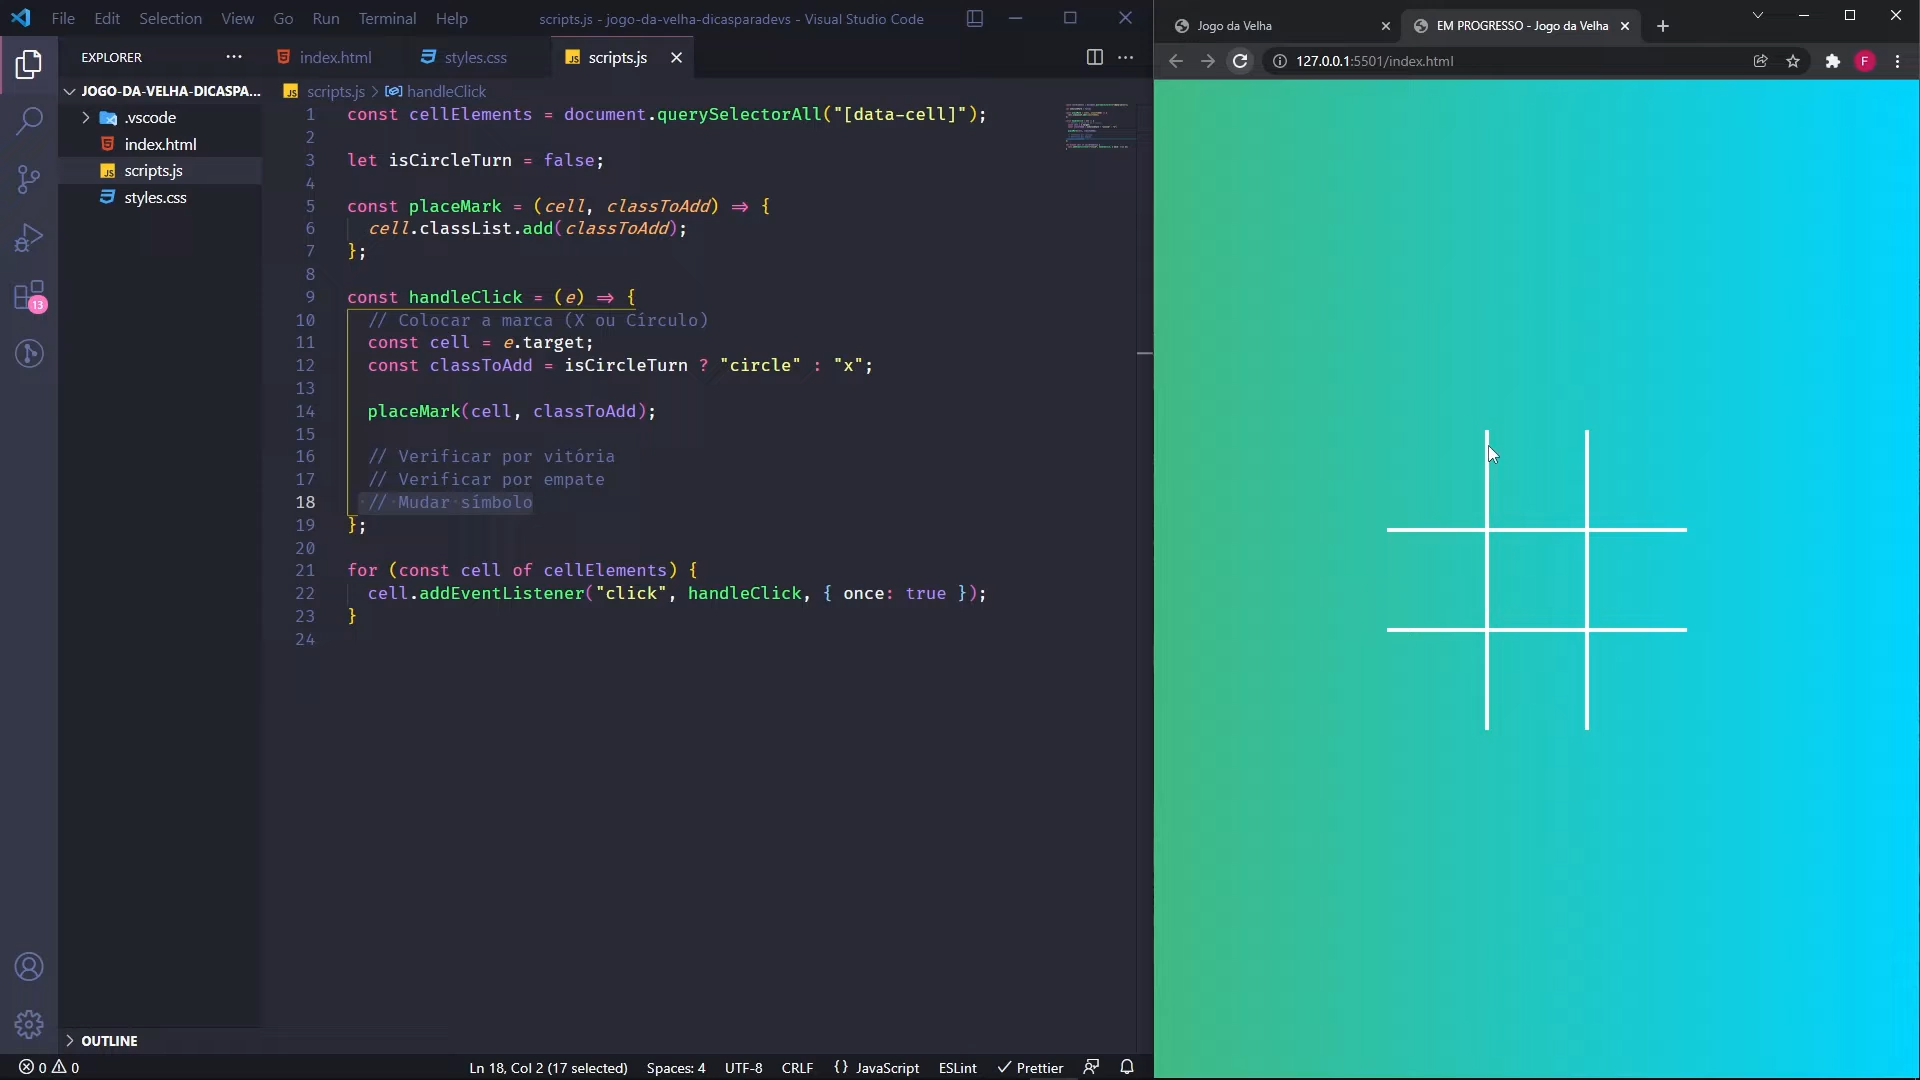 File Edit Selection View Go Run Terminal Help
scripts.js - jogo-da-velha-dicasparadevs - Visual Studio Code
EXPLORER
JOGO-DA-VELHA-DICASPA...
.vscode
index.html
scripts.js
styles.css
13
OUTLINE
index.html styles.css scripts.js
scripts.js > handleClick
1 const cellElements = document.querySelectorAll("[data-cell]");
2
3 let isCircleTurn = false;
4
5 const placeMark = (cell, classToAdd) => {
6 cell.classList.add(classToAdd);
7 };
8
9 const handleClick = (e) => {
10 // Colocar a marca (X ou Círculo)
11 const cell = e.target;
12 const classToAdd = isCircleTurn ? "circle" : "x";
13
14 placeMark(cell, classToAdd);
15
16 // Verificar por vitória
17 // Verificar por empate
18 // Mudar símbolo
19 };
20
21 for (const cell of cellElements) {
22 cell.addEventListener("click", handleClick, { once: true });
23 }
24
0 0
Ln 18, Col 2 (17 selected) Spaces: 4 UTF-8 CRLF {} JavaScript ESLint Prettier
Jogo da Velha
EM PROGRESSO - Jogo da Velha
127.0.0.1:5501/index.html
F